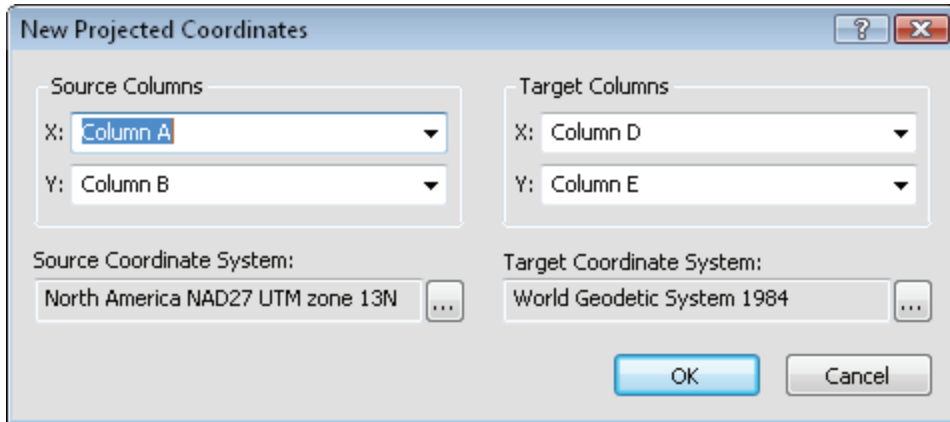 New Projected Coordinates
?
Source Columns
X: Column A
Y: Column B
Target Columns
X: Column D
Y: Column E
Source Coordinate System:
North America NAD27 UTM zone 13N
...
Target Coordinate System:
World Geodetic System 1984
...
OK
Cancel